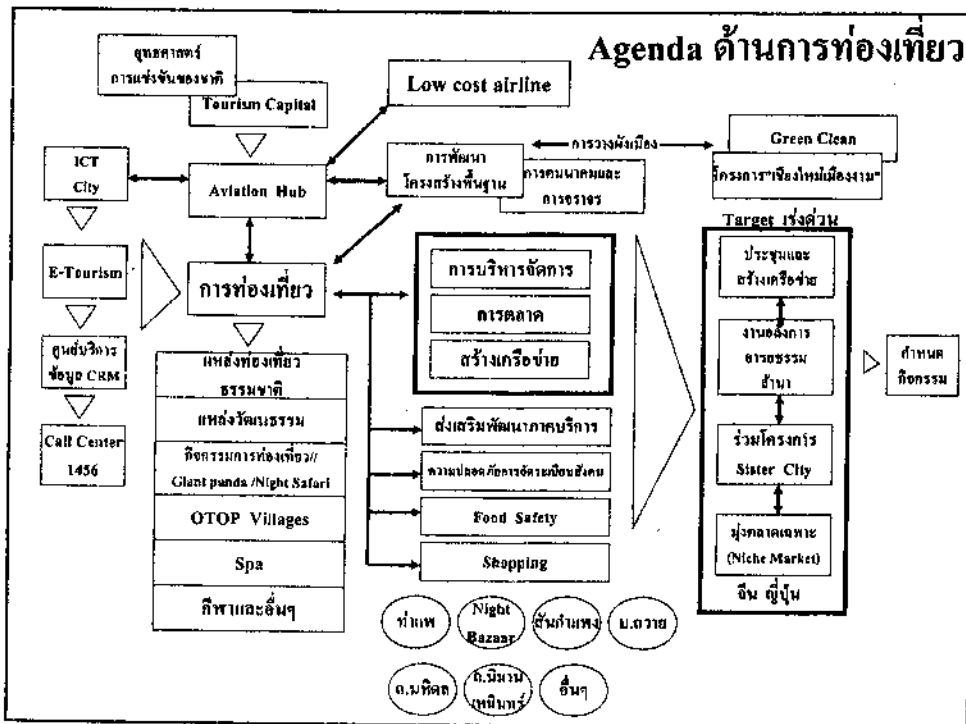 Agenda ด้านการท่องเที่ยว
ยุทธศาสตร์
การแข่งขันของชาติ
Tourism Capital
Low cost airline
ICT
City
Aviation Hub
การพัฒนา
โครงสร้างพื้นฐาน
การวางผังเมือง
การคมนาคมและ
การจราจร
Green Clean
โครงการ"เชียงใหม่เมืองงาม"
Target เร่งด่วน
E-Tourism
การท่องเที่ยว
การบริหารจัดการ
การตลาด
สร้างเครือข่าย
ประชุมและ
สร้างเครือข่าย
งานอลังการ
อารยธรรม
ล้านนา
กำหนด
กิจกรรม
ศูนย์บริการ
ข้อมูล CRM
Call Center
1456
แหล่งท่องเที่ยว
ธรรมชาติ
แหล่งวัฒนธรรม
กิจกรรมการท่องเที่ยว//
Giant panda /Night Safari
OTOP Villages
Spa
กีฬาและอื่นๆ
ส่งเสริมพัฒนาภาคบริการ
ความปลอดภัยการจัดระเบียบสังคม
Food Safety
Shopping
ร่วมโครงการ
Sister City
มุ่งตลาดเฉพาะ
(Niche Market)
จีน ญี่ปุ่น
ท่าแพ
Night
Bazaar
สันกำแพง
บ.ถวาย
ถ.มหิดล
ถ.นิมาน
เหมินทร์
อื่นๆ